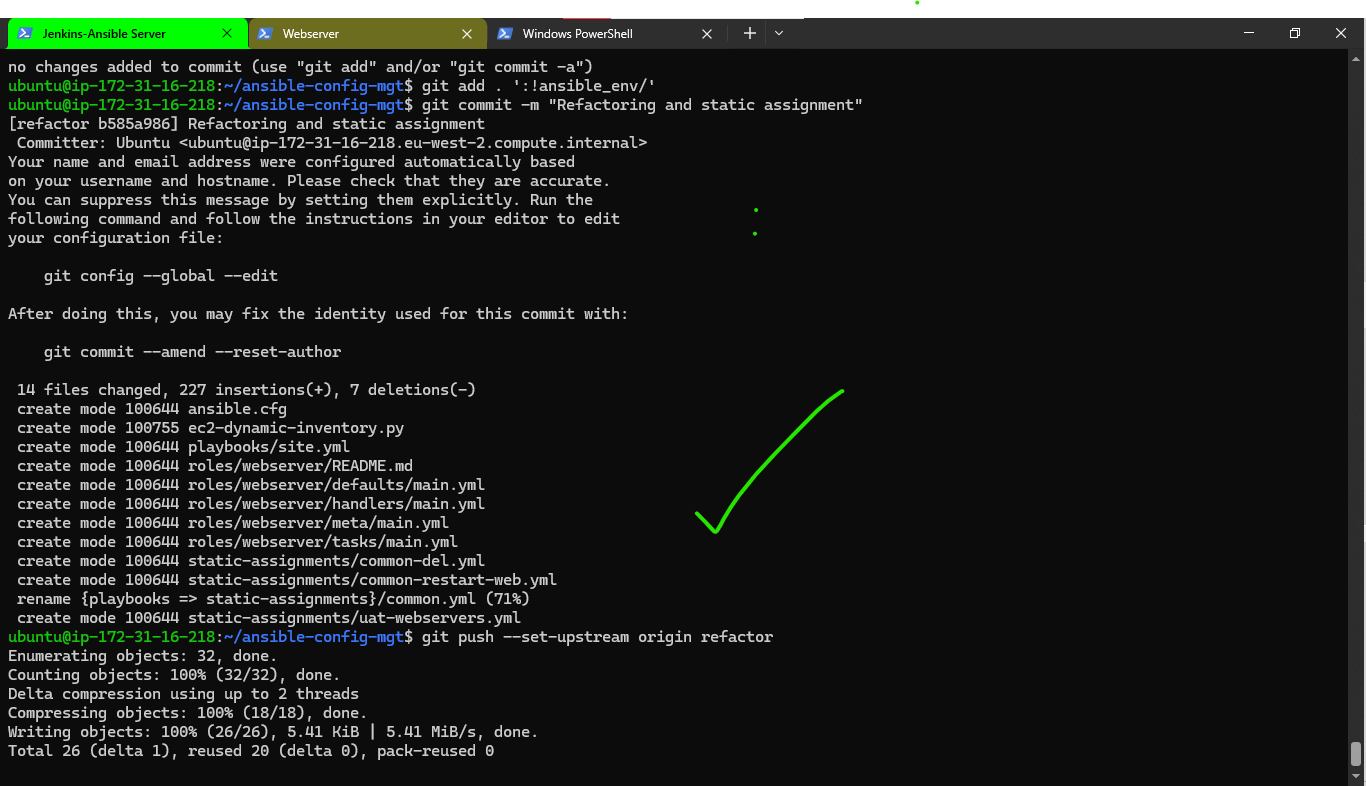 Jenkins-Ansible Server
Webserver
Windows PowerShell
no changes added to commit (use "git add" and/or "git commit -a")
ubuntu@ip-172-31-16-218:~/ansible-config-mgt$ git add . ':!ansible_env/'
ubuntu@ip-172-31-16-218:~/ansible-config-mgt$ git commit -m "Refactoring and static assignment"
[refactor b585a986] Refactoring and static assignment
 Committer: Ubuntu <ubuntu@ip-172-31-16-218.eu-west-2.compute.internal>
Your name and email address were configured automatically based
on your username and hostname. Please check that they are accurate.
You can suppress this message by setting them explicitly. Run the
following command and follow the instructions in your editor to edit
your configuration file:
    git config --global --edit
After doing this, you may fix the identity used for this commit with:
    git commit --amend --reset-author
 14 files changed, 227 insertions(+), 7 deletions(-)
 create mode 100644 ansible.cfg
 create mode 100755 ec2-dynamic-inventory.py
 create mode 100644 playbooks/site.yml
 create mode 100644 roles/webserver/README.md
 create mode 100644 roles/webserver/defaults/main.yml
 create mode 100644 roles/webserver/handlers/main.yml
 create mode 100644 roles/webserver/meta/main.yml
 create mode 100644 roles/webserver/tasks/main.yml
 create mode 100644 static-assignments/common-del.yml
 create mode 100644 static-assignments/common-restart-web.yml
 rename {playbooks => static-assignments}/common.yml (71%)
 create mode 100644 static-assignments/uat-webservers.yml
ubuntu@ip-172-31-16-218:~/ansible-config-mgt$ git push --set-upstream origin refactor
Enumerating objects: 32, done.
Counting objects: 100% (32/32), done.
Delta compression using up to 2 threads
Compressing objects: 100% (18/18), done.
Writing objects: 100% (26/26), 5.41 KiB | 5.41 MiB/s, done.
Total 26 (delta 1), reused 20 (delta 0), pack-reused 0